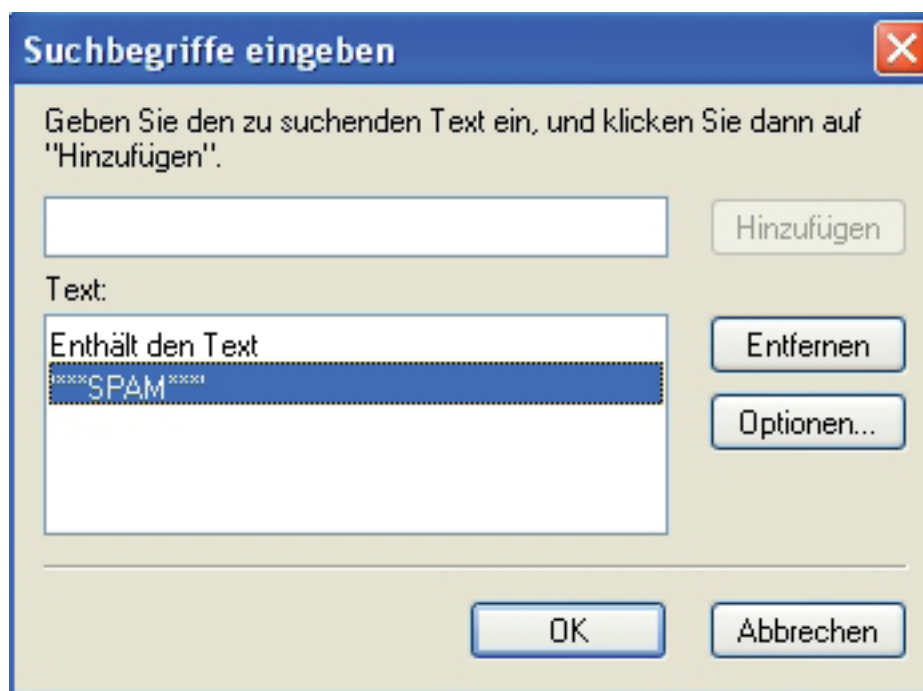 Suchbegriffe eingeben
Geben Sie den zu suchenden Text ein, und klicken Sie dann auf
"Hinzufügen".
Hinzufügen
Text:
Enthält den Text
'***SPAM***'
Entfernen
Optionen...
OK
Abbrechen